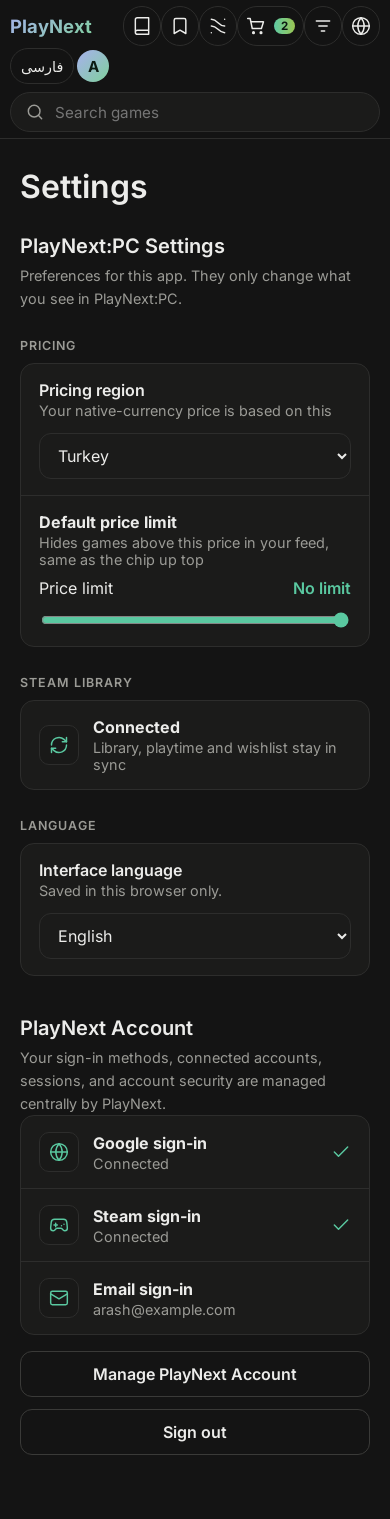 PlayNext
2
فارسی
A
Search games
Settings
PlayNext:PC Settings
Preferences for this app. They only change what
you see in PlayNext:PC.
PRICING
Pricing region
Your native-currency price is based on this
Turkey
Default price limit
Hides games above this price in your feed,
same as the chip up top
Price limit
No limit
STEAM LIBRARY
Connected
Library, playtime and wishlist stay in
sync
LANGUAGE
Interface language
Saved in this browser only.
English
PlayNext Account
Your sign-in methods, connected accounts,
sessions, and account security are managed
centrally by PlayNext.
Google sign-in
Connected
Steam sign-in
Connected
Email sign-in
arash@example.com
Manage PlayNext Account
Sign out